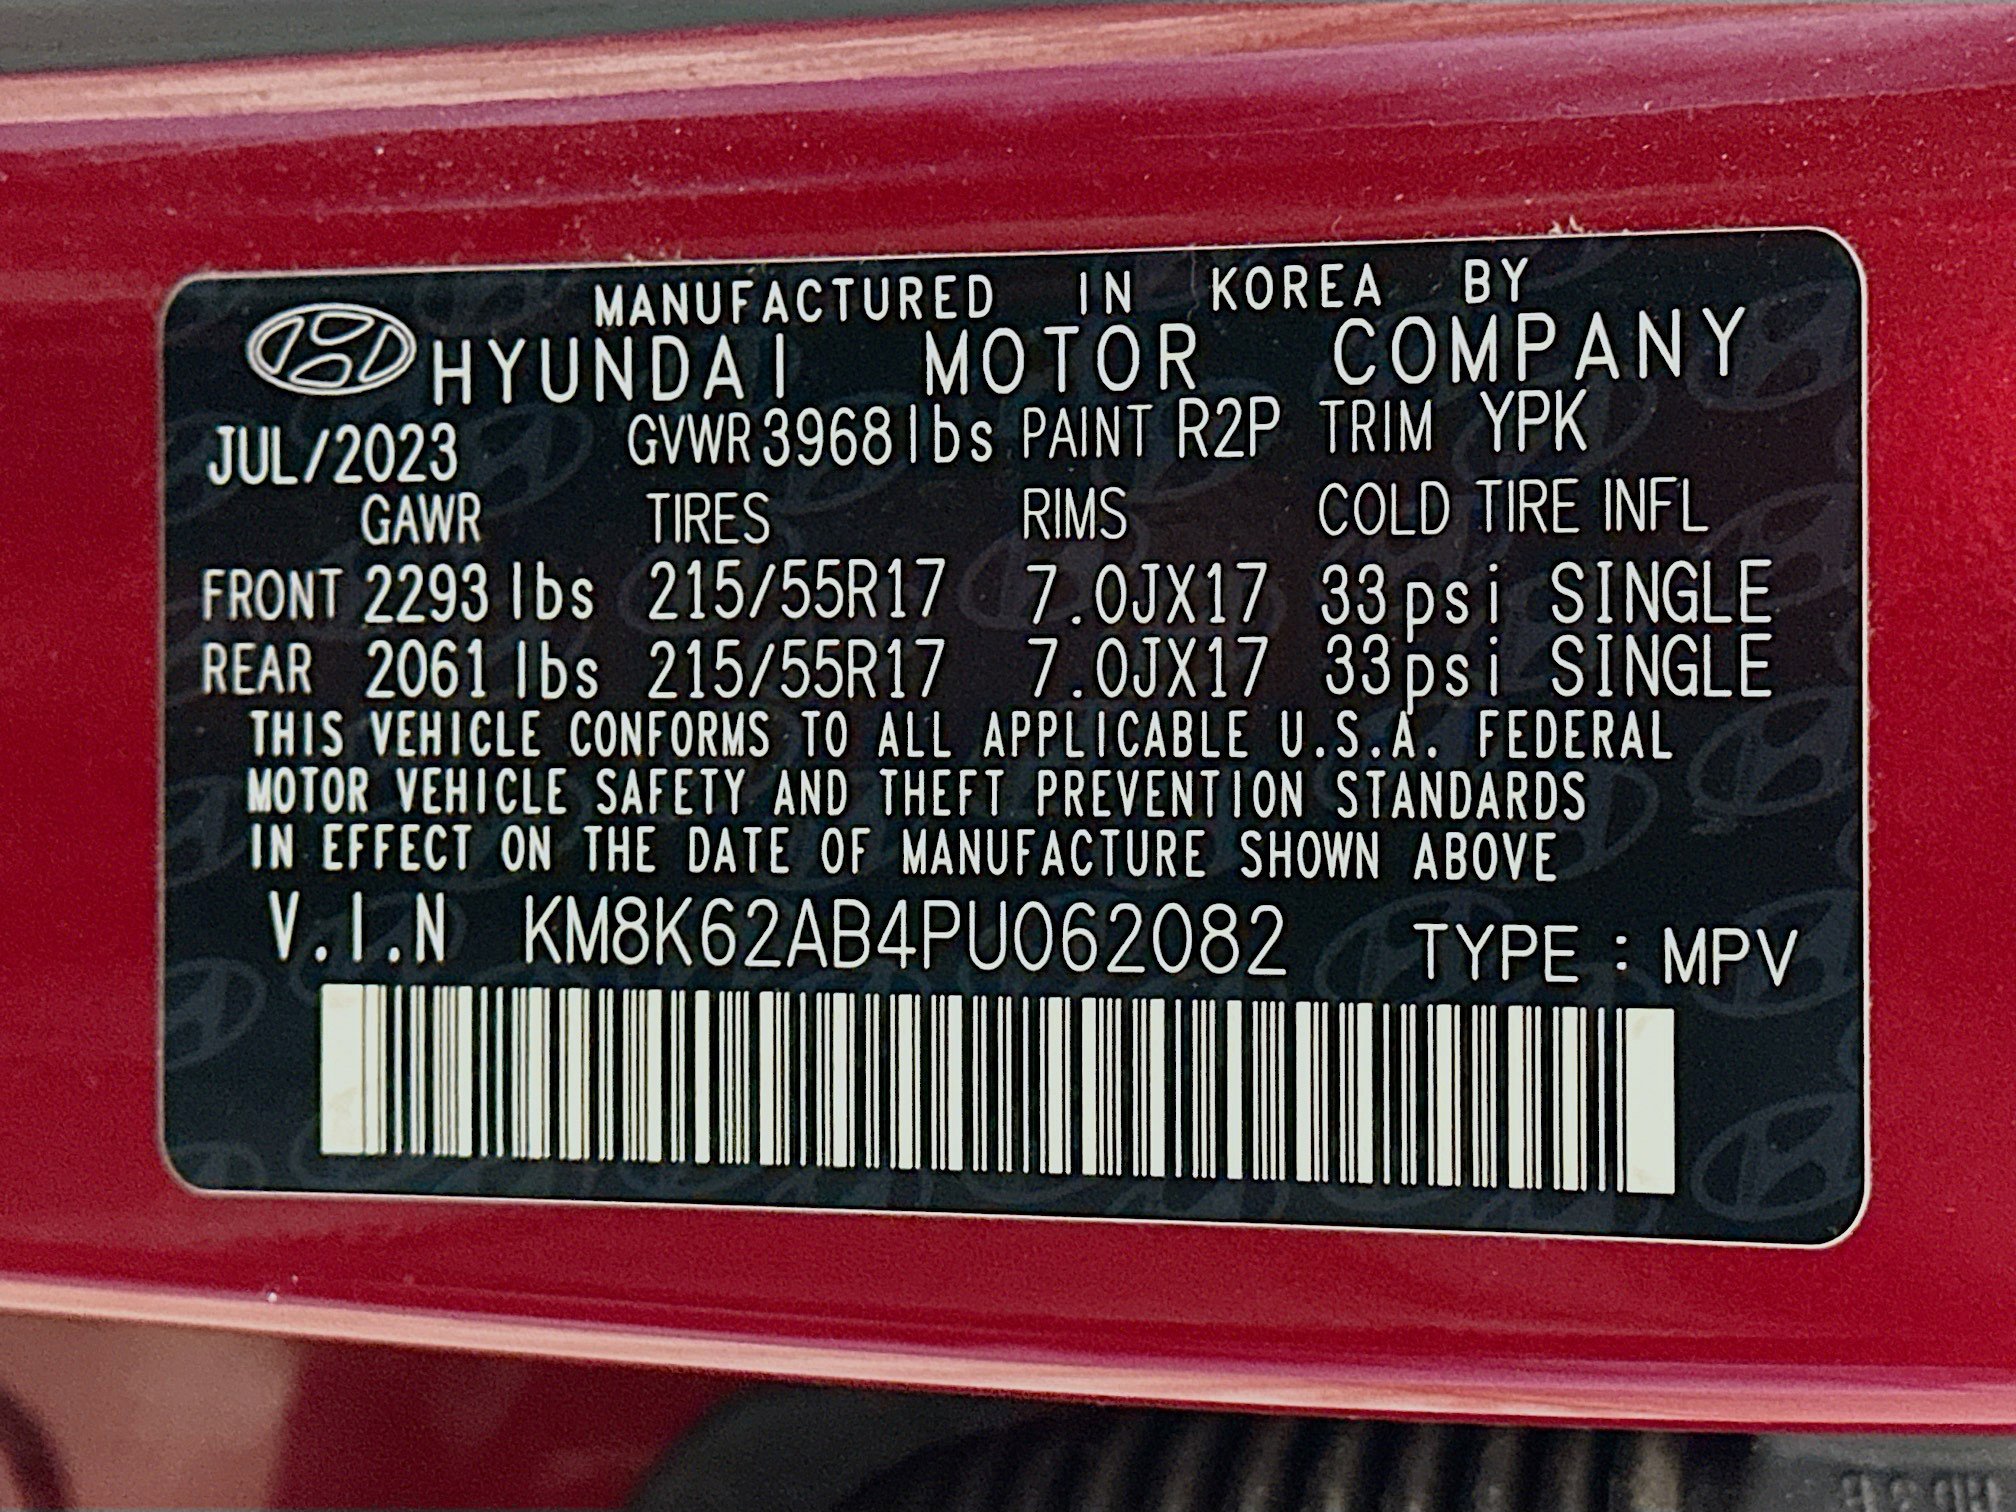 MANUFACTURED IN KOREA BY
HYUNDAI MOTOR COMPANY
JUL/2023 GVWR 3968 lbs PAINT R2P TRIM YPK
GAWR TIRES RIMS COLD TIRE INFL
FRONT 2293 lbs 215/55R17 7.0JX17 33psi SINGLE
REAR 2061 lbs 215/55R17 7.0JX17 33psi SINGLE
THIS VEHICLE CONFORMS TO ALL APPLICABLE U.S.A. FEDERAL
MOTOR VEHICLE SAFETY AND THEFT PREVENTION STANDARDS
IN EFFECT ON THE DATE OF MANUFACTURE SHOWN ABOVE
V.I.N KM8K62AB4PU062082 TYPE : MPV